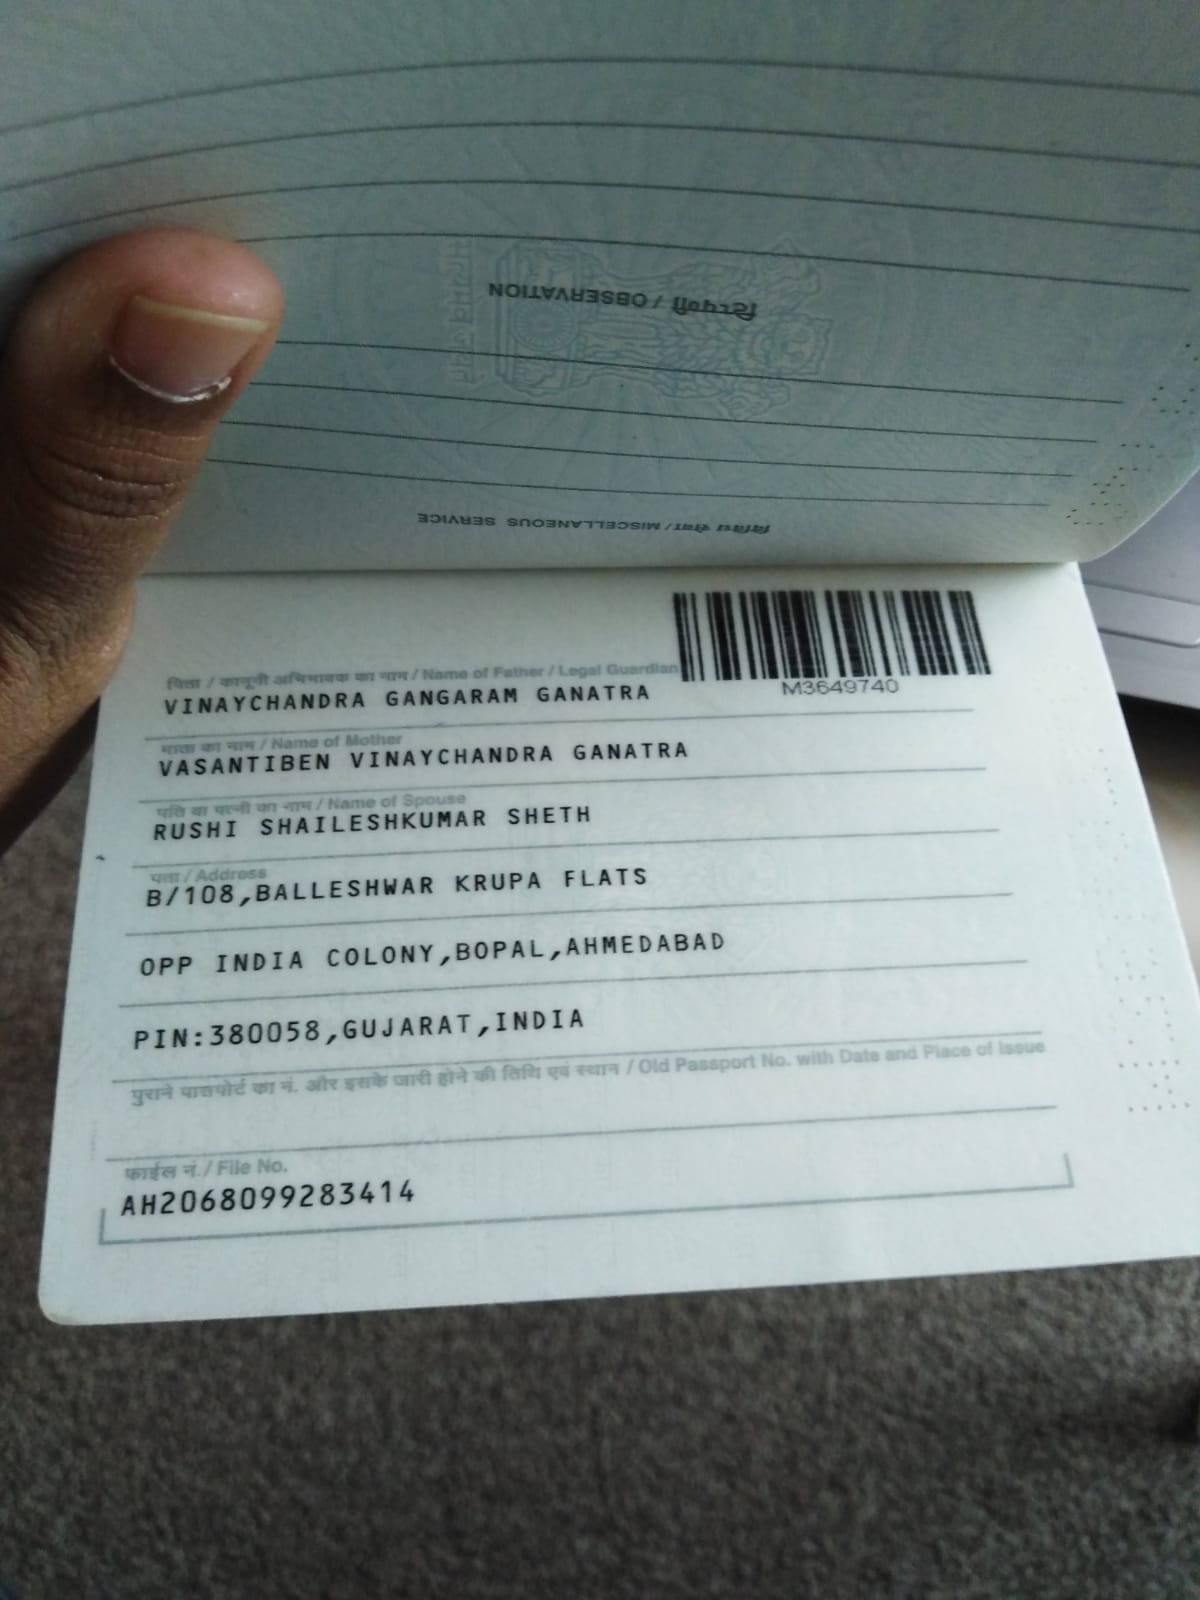 टिप्पणी / OBSERVATION
विविध सेवा / MISCELLANEOUS SERVICE
M3649740
पिता / कानूनी अभिभावक का नाम / Name of Father / Legal Guardian
VINAYCHANDRA GANGARAM GANATRA
माता का नाम / Name of Mother
VASANTIBEN VINAYCHANDRA GANATRA
पति या पत्नी का नाम / Name of Spouse
RUSHI SHAILESHKUMAR SHETH
पता / Address
B/108,BALLESHWAR KRUPA FLATS
OPP INDIA COLONY,BOPAL,AHMEDABAD
PIN:380058,GUJARAT,INDIA
पुराने पासपोर्ट का नं. और इसके जारी होने की तिथि एवं स्थान / Old Passport No. with Date and Place of Issue
फाईल नं. / File No.
AH2068099283414